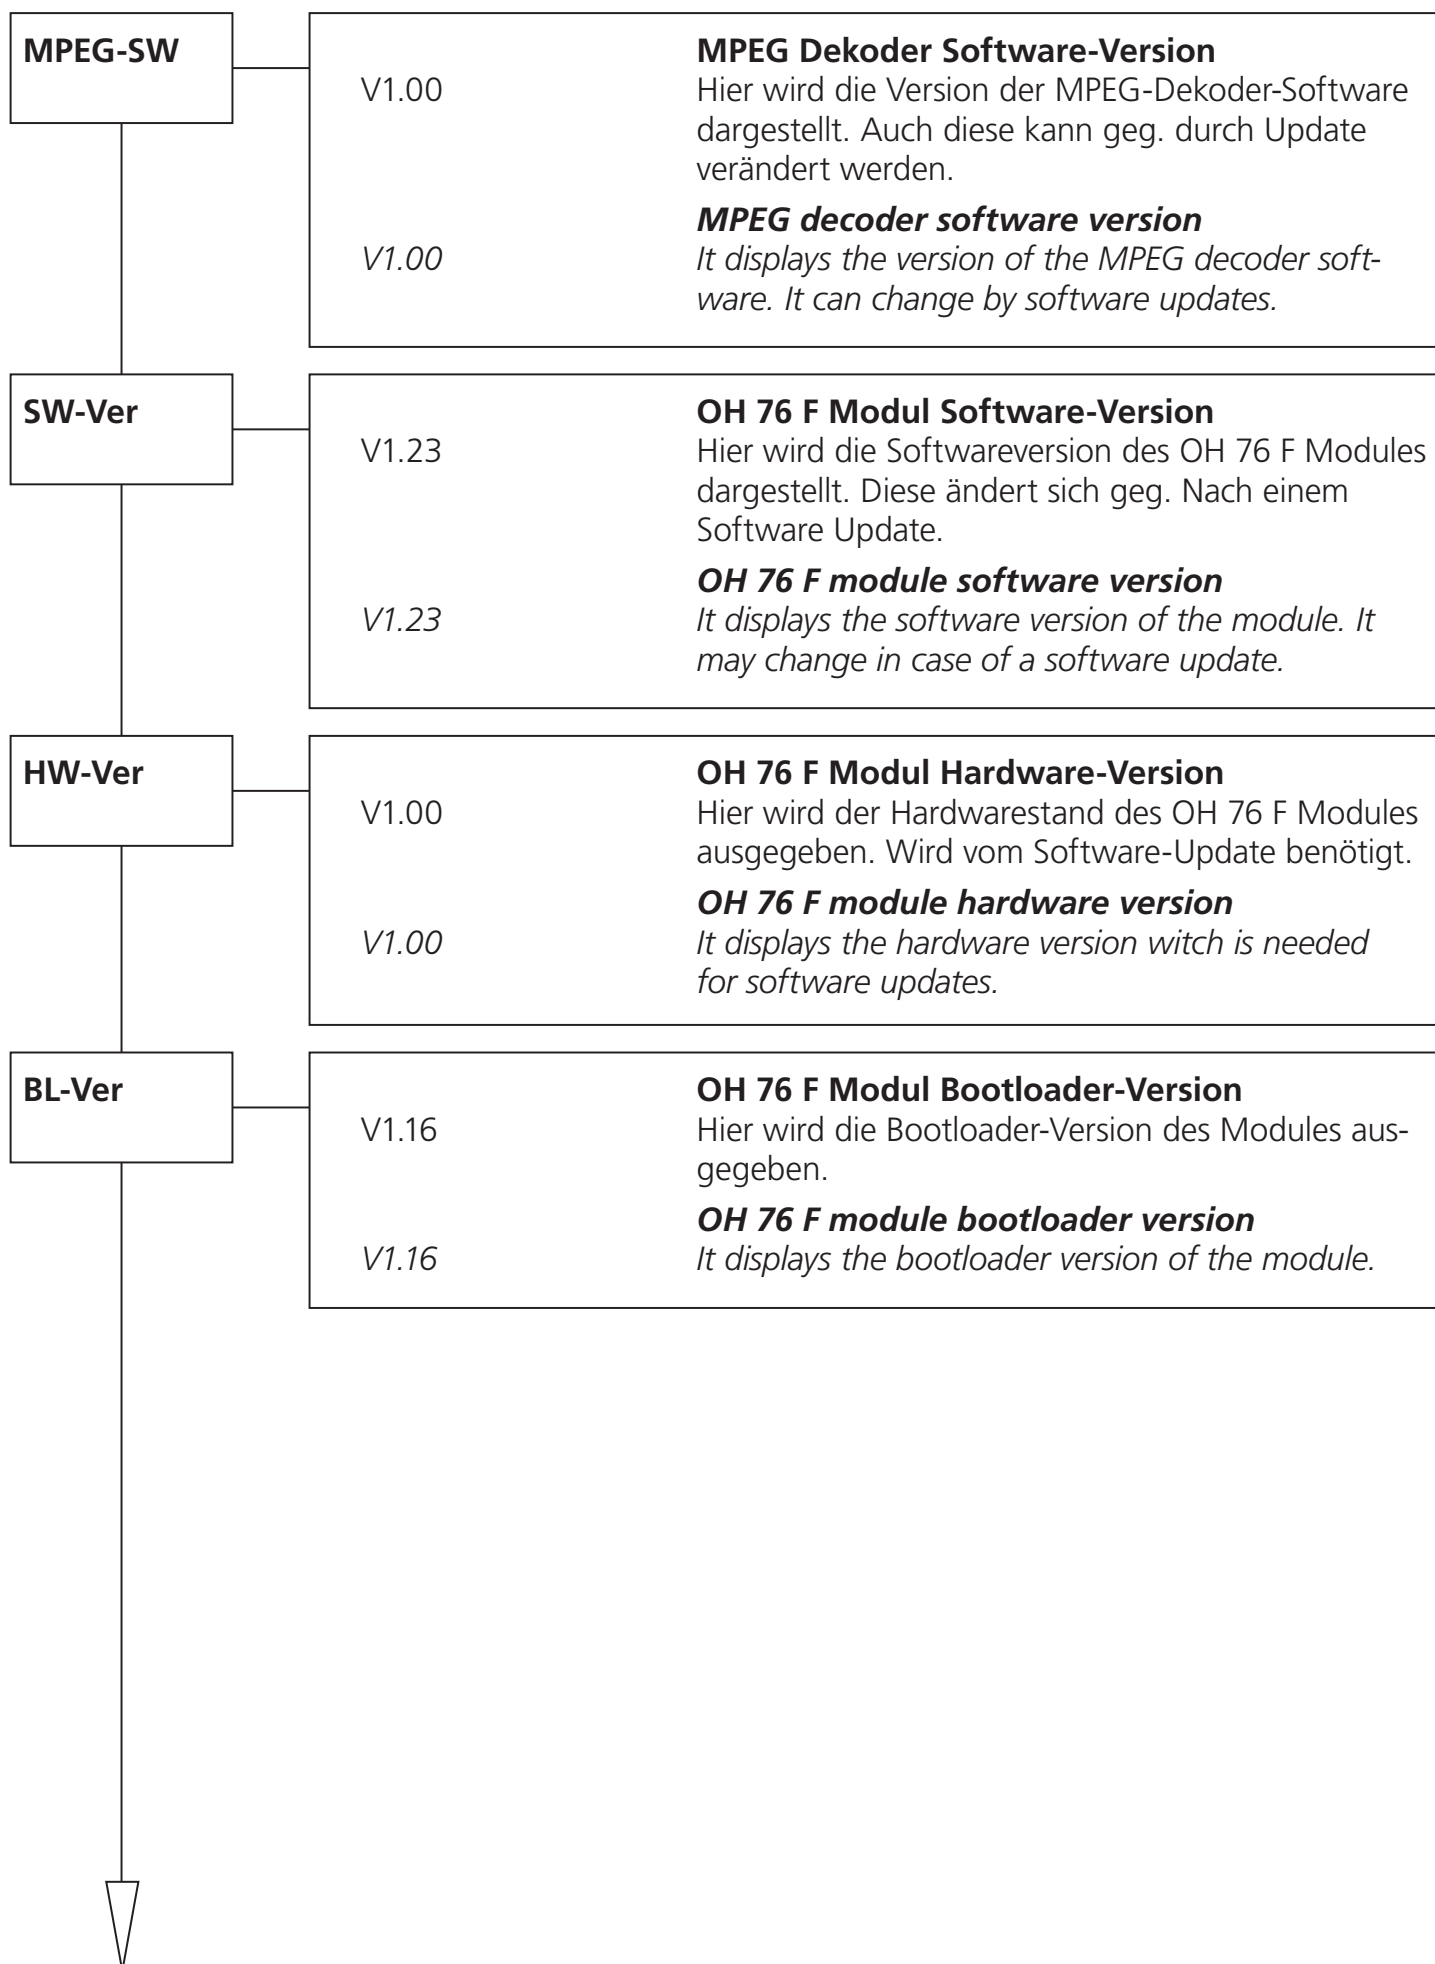 MPEG-SW
MPEG Dekoder Software-Version
V1.00 Hier wird die Version der MPEG-Dekoder-Software
dargestellt. Auch diese kann geg. durch Update
verändert werden.
MPEG decoder software version
V1.00 It displays the version of the MPEG decoder soft-
ware. It can change by software updates.
SW-Ver
OH 76 F Modul Software-Version
V1.23 Hier wird die Softwareversion des OH 76 F Modules
dargestellt. Diese ändert sich geg. Nach einem
Software Update.
OH 76 F module software version
V1.23 It displays the software version of the module. It
may change in case of a software update.
HW-Ver
OH 76 F Modul Hardware-Version
V1.00 Hier wird der Hardwarestand des OH 76 F Modules
ausgegeben. Wird vom Software-Update benötigt.
OH 76 F module hardware version
V1.00 It displays the hardware version witch is needed
for software updates.
BL-Ver
OH 76 F Modul Bootloader-Version
V1.16 Hier wird die Bootloader-Version des Modules aus-
gegeben.
OH 76 F module bootloader version
V1.16 It displays the bootloader version of the module.